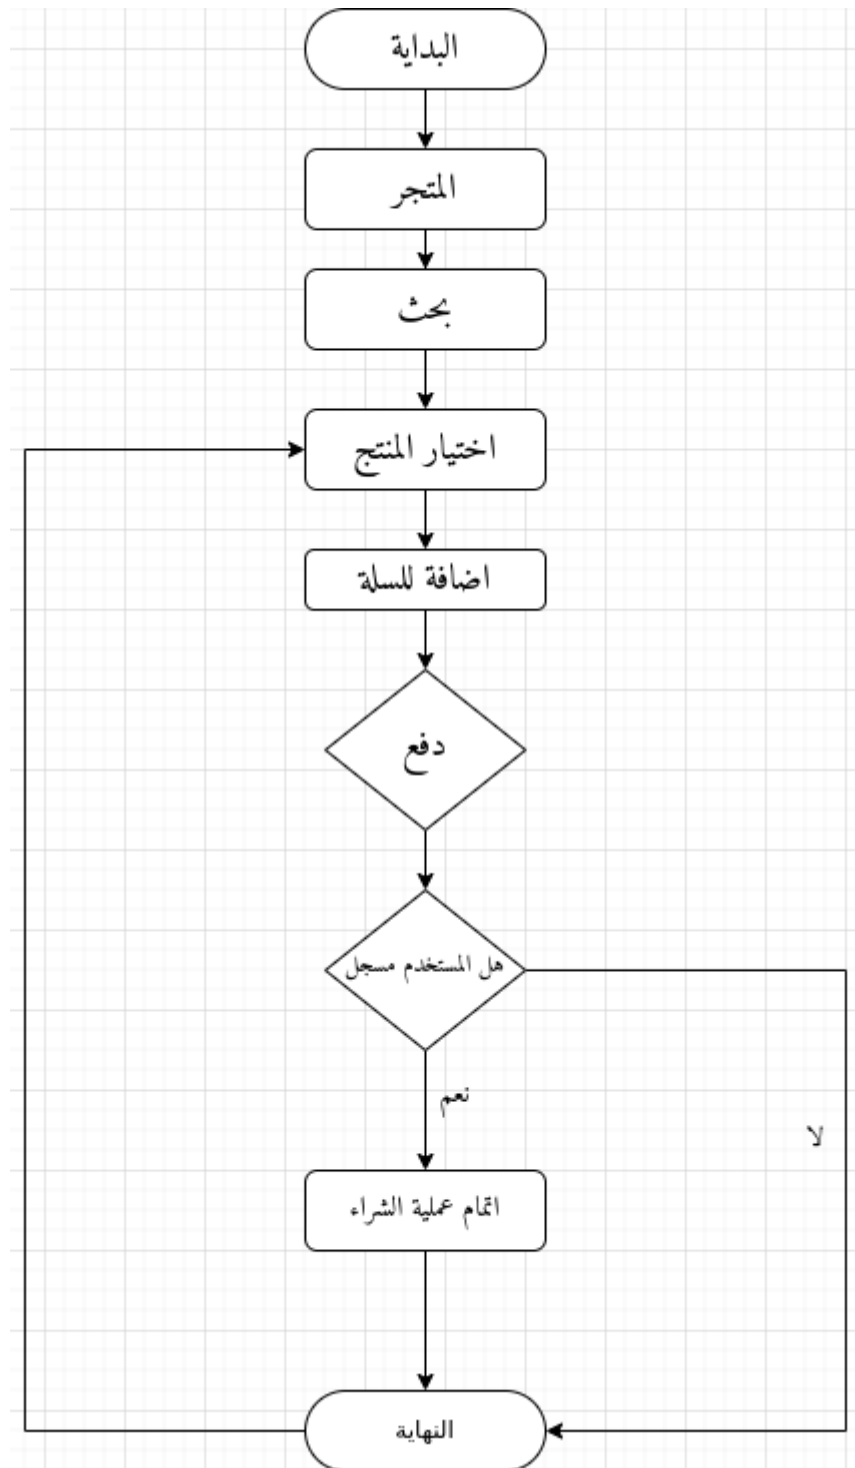 البداية
المتجر
بحث
اختيار المنتج
اضافة للسلة
دفع
هل المستخدم مسجل
نعم
لا
اتمام عملية الشراء
النهاية